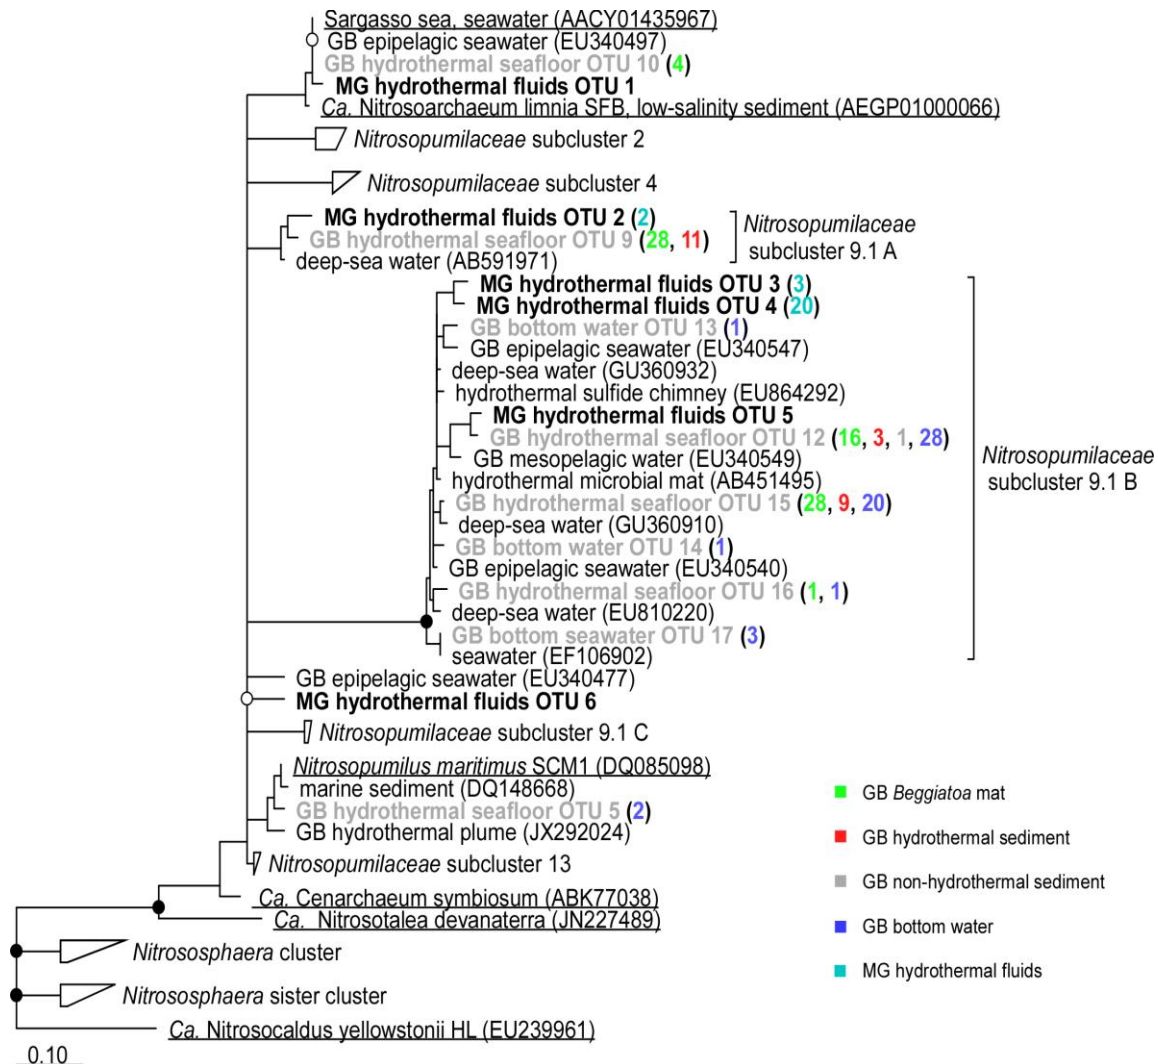 Sargasso sea, seawater (AACY01435967)
GB epipelagic seawater (EU340497)
GB hydrothermal seafloor OTU 10 (4)
MG hydrothermal fluids OTU 1
Ca. Nitrosoarchaeum limnia SFB, low-salinity sediment (AEGP01000066)
Nitrosopumilaceae subcluster 2
Nitrosopumilaceae subcluster 4
MG hydrothermal fluids OTU 2 (2)
GB hydrothermal seafloor OTU 9 (28, 11)
deep-sea water (AB591971)
Nitrosopumilaceae
subcluster 9.1 A
MG hydrothermal fluids OTU 3 (3)
MG hydrothermal fluids OTU 4 (20)
GB bottom water OTU 13 (1)
GB epipelagic seawater (EU340547)
deep-sea water (GU360932)
hydrothermal sulfide chimney (EU864292)
MG hydrothermal fluids OTU 5
GB hydrothermal seafloor OTU 12 (16, 3, 1, 28)
GB mesopelagic water (EU340549)
hydrothermal microbial mat (AB451495)
GB hydrothermal seafloor OTU 15 (28, 9, 20)
deep-sea water (GU360910)
GB bottom water OTU 14 (1)
GB epipelagic seawater (EU340540)
GB hydrothermal seafloor OTU 16 (1, 1)
deep-sea water (EU810220)
GB bottom seawater OTU 17 (3)
seawater (EF106902)
Nitrosopumilaceae
subcluster 9.1 B
GB epipelagic seawater (EU340477)
MG hydrothermal fluids OTU 6
Nitrosopumilaceae subcluster 9.1 C
Nitrosopumilus maritimus SCM1 (DQ085098)
marine sediment (DQ148668)
GB hydrothermal seafloor OTU 5 (2)
GB hydrothermal plume (JX292024)
Nitrosopumilaceae subcluster 13
Ca. Cenarchaeum symbiosum (ABK77038)
Ca. Nitrosotalea devanaterra (JN227489)
Nitrososphaera cluster
Nitrososphaera sister cluster
Ca. Nitrosocaldus yellowstonii HL (EU239961)
0.10
GB Beggiatoa mat
GB hydrothermal sediment
GB non-hydrothermal sediment
GB bottom water
MG hydrothermal fluids